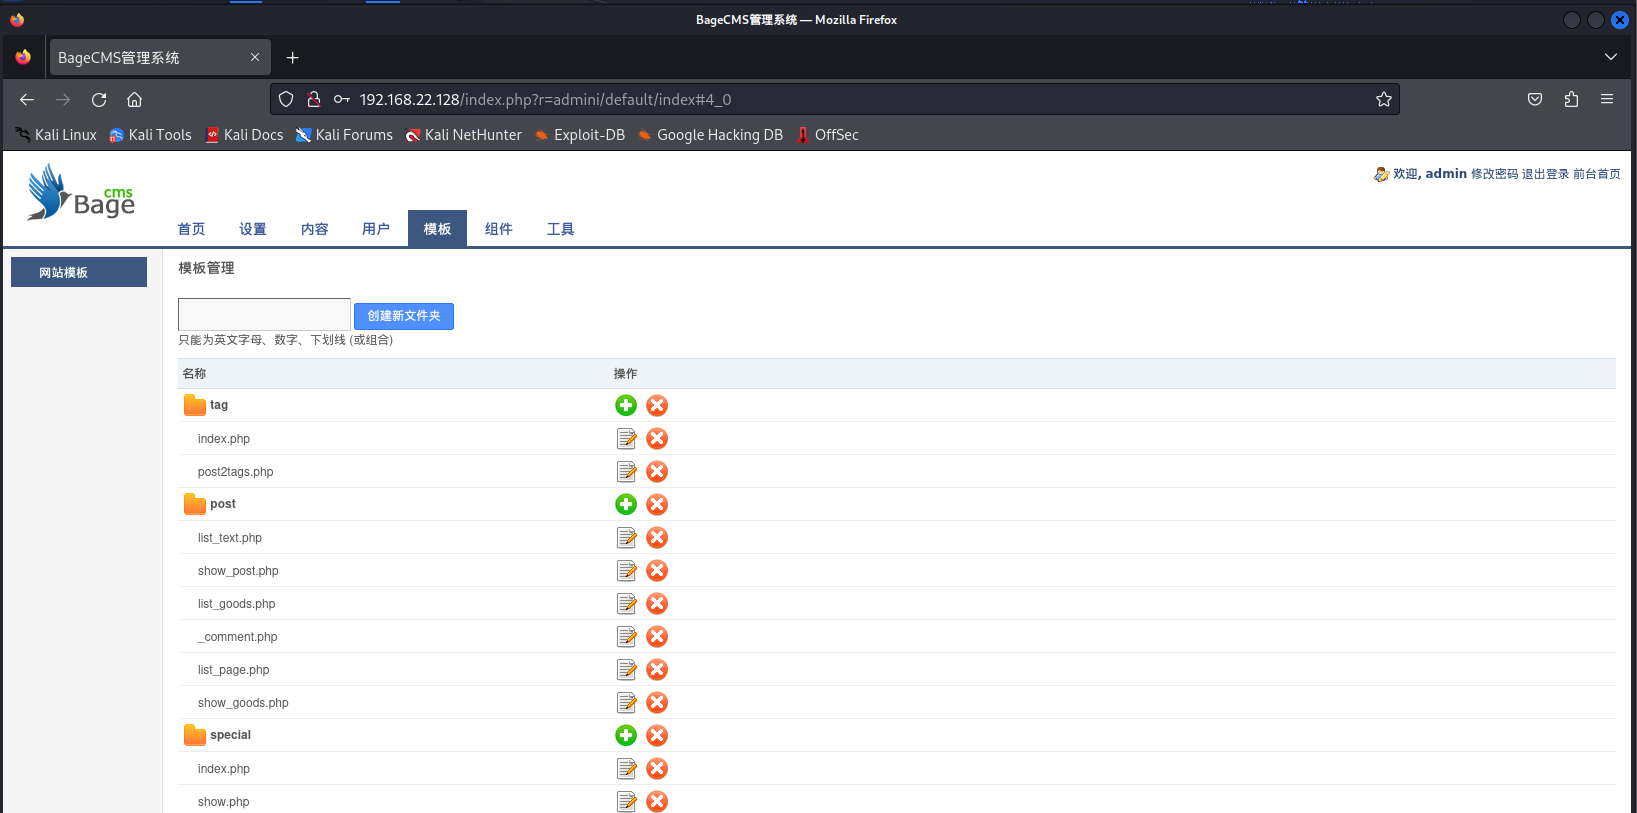 BageCMS管理系统 — Mozilla Firefox
BageCMS管理系统
192.168.22.128/index.php?r=admini/default/index#4_0
Kali Linux Kali Tools Kali Docs Kali Forums Kali NetHunter Exploit-DB Google Hacking DB OffSec
Bage cms
欢迎, admin 修改密码 退出登录 前台首页
首页 设置 内容 用户 模板 组件 工具
网站模板
模板管理
创建新文件夹
只能为英文字母、数字、下划线 (或组合)
名称 操作
tag
index.php
post2tags.php
post
list_text.php
show_post.php
list_goods.php
_comment.php
list_page.php
show_goods.php
special
index.php
show.php